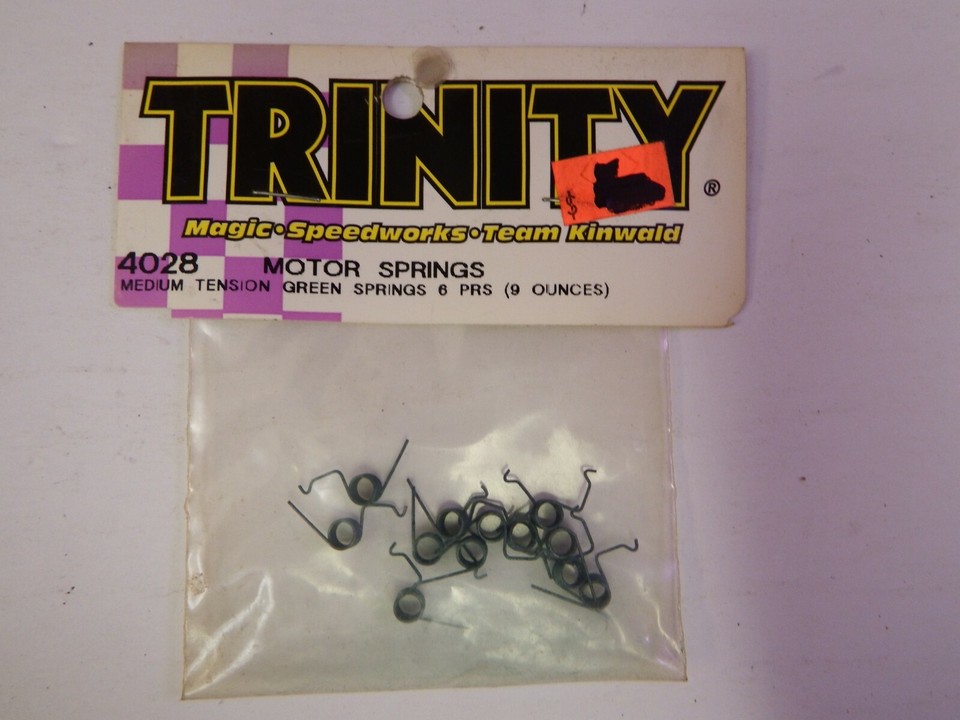 TRINITY®
Magic•Speedworks•Team Kinwald
4028 MOTOR SPRINGS
MEDIUM TENSION GREEN SPRINGS 6 PRS (9 OUNCES)